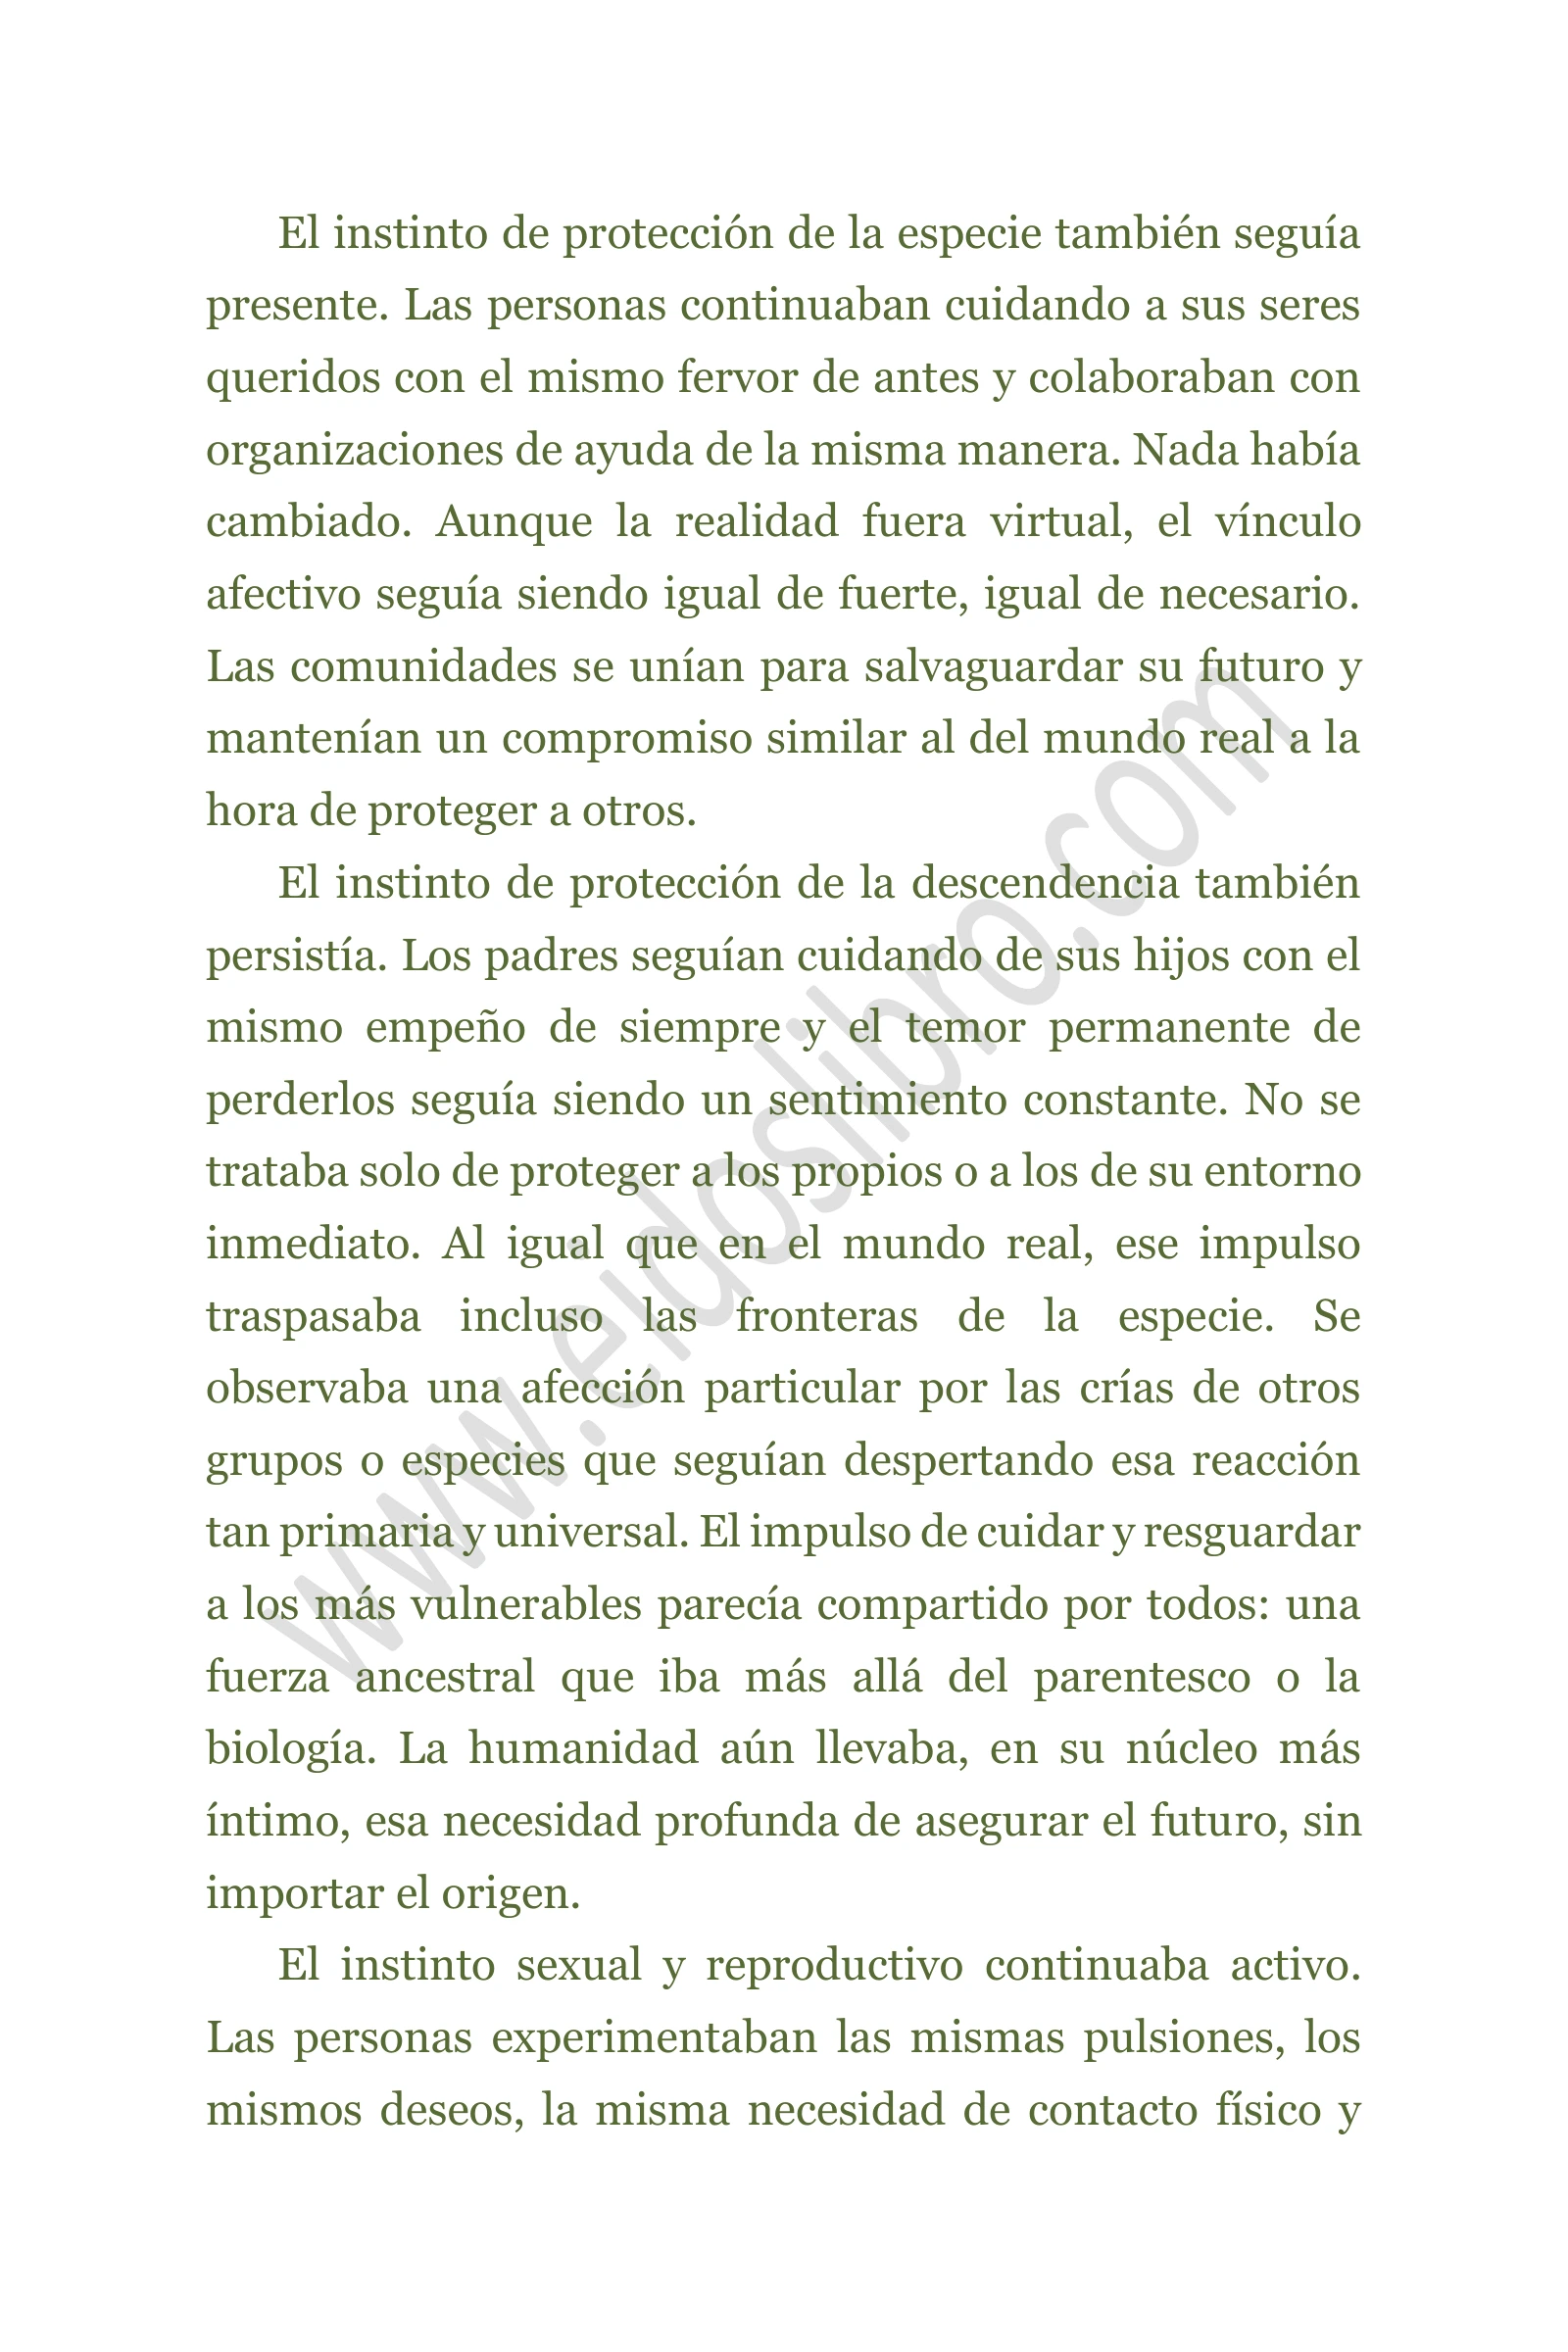 El instinto de protección de la especie también seguía
presente. Las personas continuaban cuidando a sus seres
queridos con el mismo fervor de antes y colaboraban con
organizaciones de ayuda de la misma manera. Nada había
cambiado. Aunque la realidad fuera virtual, el vínculo
afectivo seguía siendo igual de fuerte, igual de necesario.
Las comunidades se unían para salvaguardar su futuro y
mantenían un compromiso similar al del mundo real a la
hora de proteger a otros.
El instinto de protección de la descendencia también
persistía. Los padres seguían cuidando de sus hijos con el
mismo empeño de siempre y el temor permanente de
perderlos seguía siendo un sentimiento constante. No se
trataba solo de proteger a los propios o a los de su entorno
inmediato. Al igual que en el mundo real, ese impulso
traspasaba incluso las fronteras de la especie. Se
observaba una afección particular por las crías de otros
grupos o especies que seguían despertando esa reacción
tan primaria y universal. El impulso de cuidar y resguardar
a los más vulnerables parecía compartido por todos: una
fuerza ancestral que iba más allá del parentesco o la
biología. La humanidad aún llevaba, en su núcleo más
íntimo, esa necesidad profunda de asegurar el futuro, sin
importar el origen.
El instinto sexual y reproductivo continuaba activo.
Las personas experimentaban las mismas pulsiones, los
mismos deseos, la misma necesidad de contacto físico y
www.eidoslibro.com